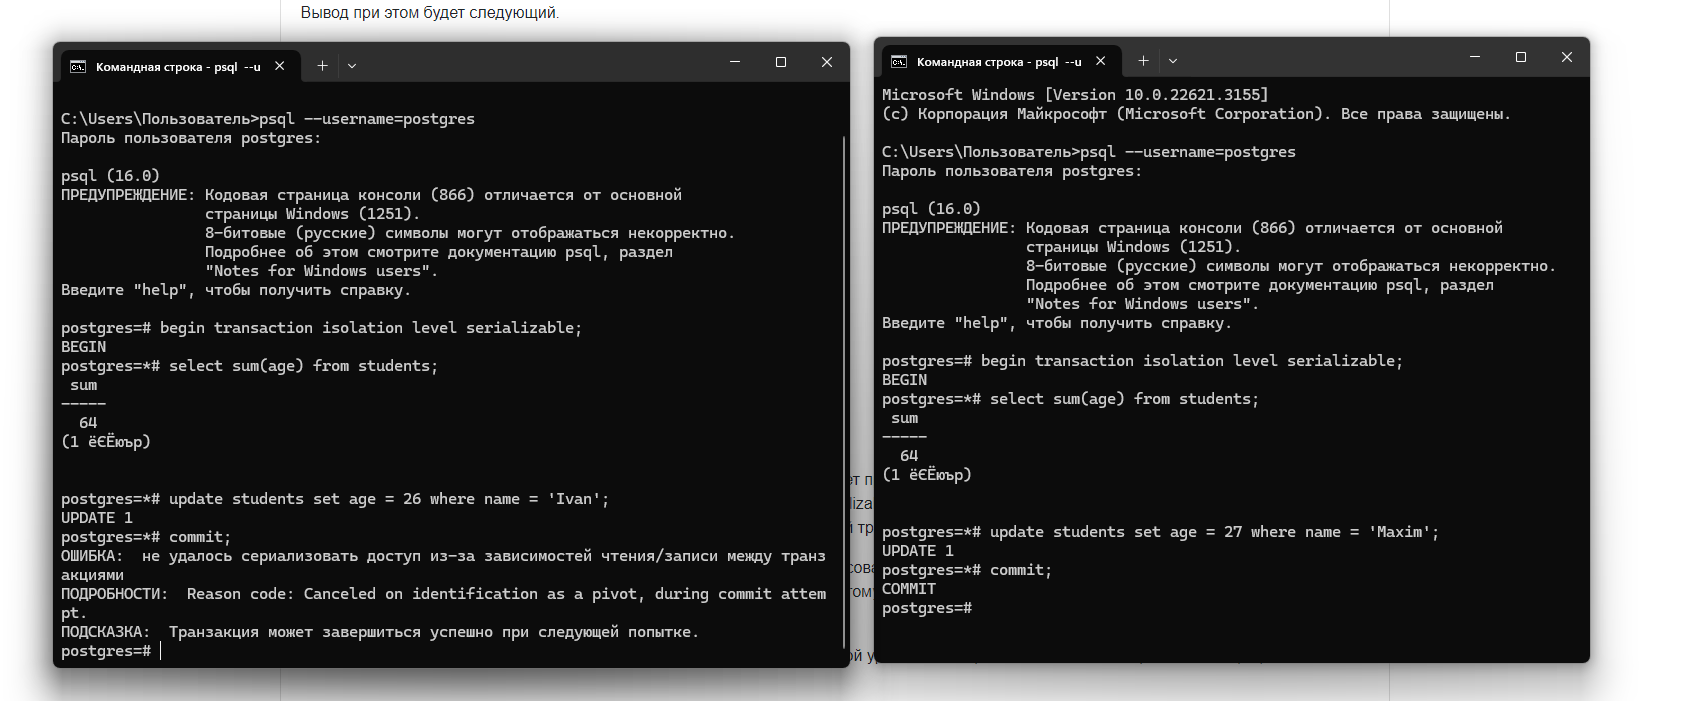 Вывод при этом будет следующий.
Командная строка - psql --u
C:\Users\Пользователь>psql --username=postgres
Пароль пользователя postgres:
psql (16.0)
ПРЕДУПРЕЖДЕНИЕ: Кодовая страница консоли (866) отличается от основной
страницы Windows (1251).
8-битовые (русские) символы могут отображаться некорректно.
Подробнее об этом смотрите документацию psql, раздел
"Notes for Windows users".
Введите "help", чтобы получить справку.
postgres=# begin transaction isolation level serializable;
BEGIN
postgres=*# select sum(age) from students;
sum
-----
64
(1 ёЄЁюър)
postgres=*# update students set age = 26 where name = 'Ivan';
UPDATE 1
postgres=*# commit;
ОШИБКА:  не удалось сериализовать доступ из-за зависимостей чтения/записи между транз
акциями
ПОДРОБНОСТИ:  Reason code: Canceled on identification as a pivot, during commit attem
pt.
ПОДСКАЗКА:  Транзакция может завершиться успешно при следующей попытке.
postgres=#
Командная строка - psql --u
Microsoft Windows [Version 10.0.22621.3155]
(c) Корпорация Майкрософт (Microsoft Corporation). Все права защищены.
C:\Users\Пользователь>psql --username=postgres
Пароль пользователя postgres:
psql (16.0)
ПРЕДУПРЕЖДЕНИЕ: Кодовая страница консоли (866) отличается от основной
страницы Windows (1251).
8-битовые (русские) символы могут отображаться некорректно.
Подробнее об этом смотрите документацию psql, раздел
"Notes for Windows users".
Введите "help", чтобы получить справку.
postgres=# begin transaction isolation level serializable;
BEGIN
postgres=*# select sum(age) from students;
sum
-----
64
(1 ёЄЁюър)
postgres=*# update students set age = 27 where name = 'Maxim';
UPDATE 1
postgres=*# commit;
COMMIT
postgres=#